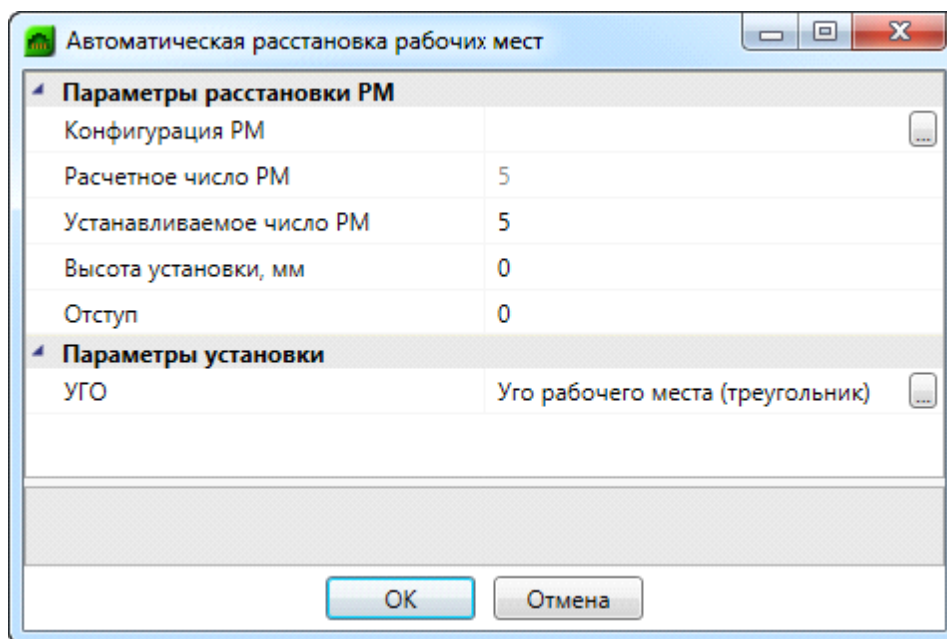 Автоматическая расстановка рабочих мест
Параметры расстановки РМ
Конфигурация РМ ...
Расчетное число РМ 5
Устанавливаемое число РМ 5
Высота установки, мм 0
Отступ 0
Параметры установки
УГО Уго рабочего места (треугольник) ...
ОК Отмена